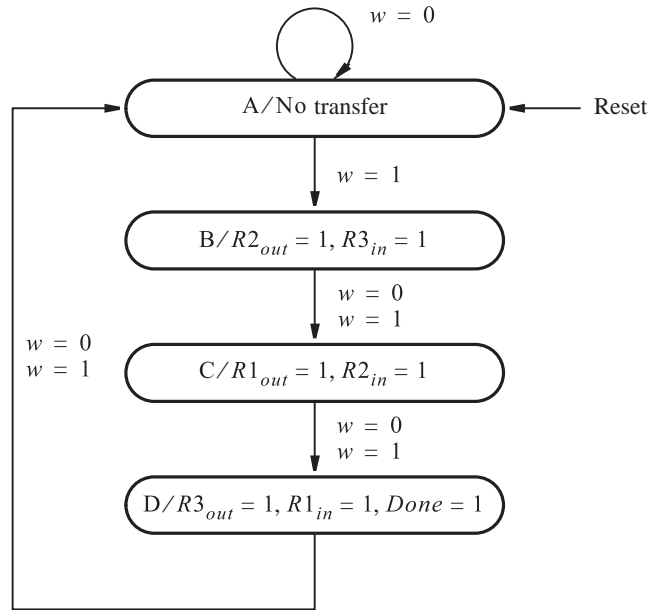 w = 0
A/No transfer
Reset
w = 1
B/R2out = 1, R3in = 1
w = 0
w = 1
w = 0
w = 1
C/R1out = 1, R2in = 1
w = 0
w = 1
D/R3out = 1, R1in = 1, Done = 1